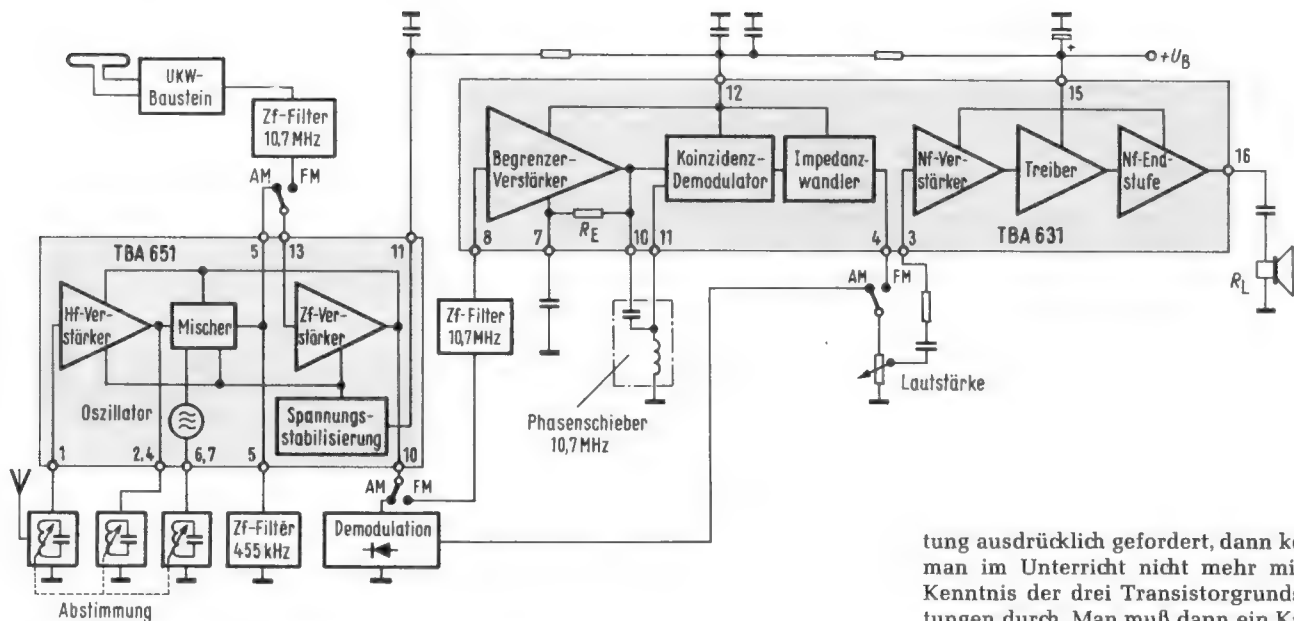 +U_B
UKW-
Baustein
Zf-Filter
10,7 MHz
AM FM
12
15
Begrenzer-
Verstärker
Koinzidenz-
Demodulator
Impedanz-
wandler
Nf-Ver-
stärker
Treiber
Nf-End-
stufe
16
R_E
8
7
10
11
4
3
TBA 631
TBA 651
5
13
11
Hf-Ver-
stärker
Mischer
Zf-Ver-
stärker
Oszillator
Spannungs-
stabilisierung
1
2,4
6,7
5
10
Zf-Filter
10,7 MHz
Phasenschieber
10,7 MHz
AM FM
Lautstärke
R_L
AM FM
Zf-Filter
455 kHz
Demodulation
Abstimmung
tung ausdrücklich gefordert, dann
man im Unterricht nicht mehr
Kenntnis der drei
tungen durch. Man muß dann ein